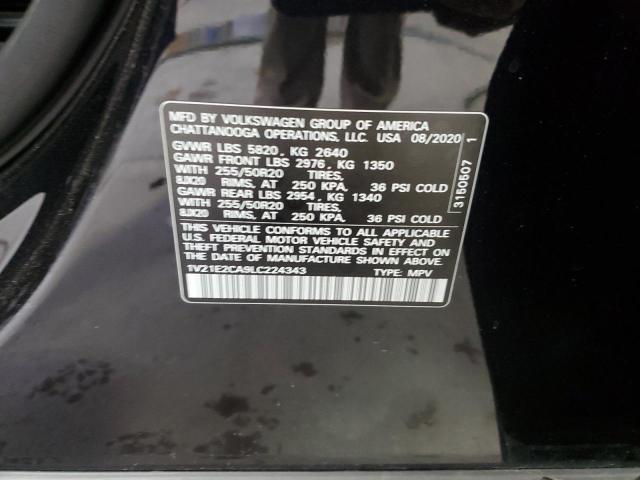 MFD BY VOLKSWAGEN GROUP OF AMERICA
CHATTANOOGA OPERATIONS, LLC. USA 08/2020
GVWR LBS 5820, KG 2640
GAWR FRONT LBS 2976, KG 1350
WITH 255/50R20 TIRES,
8JX20 RIMS, AT 250 KPA. 36 PSI COLD
GAWR REAR LBS 2954, KG 1340
WITH 255/50R20 TIRES,
8JX20 RIMS, AT 250 KPA. 36 PSI COLD
THIS VEHICLE CONFORMS TO ALL APPLICABLE
U.S. FEDERAL MOTOR VEHICLE SAFETY AND
THEFT PREVENTION STANDARDS IN EFFECT ON
THE DATE OF MANUFACTURE SHOWN ABOVE.
1V21E2CA9LC224343 TYPE: MPV
3150507 1